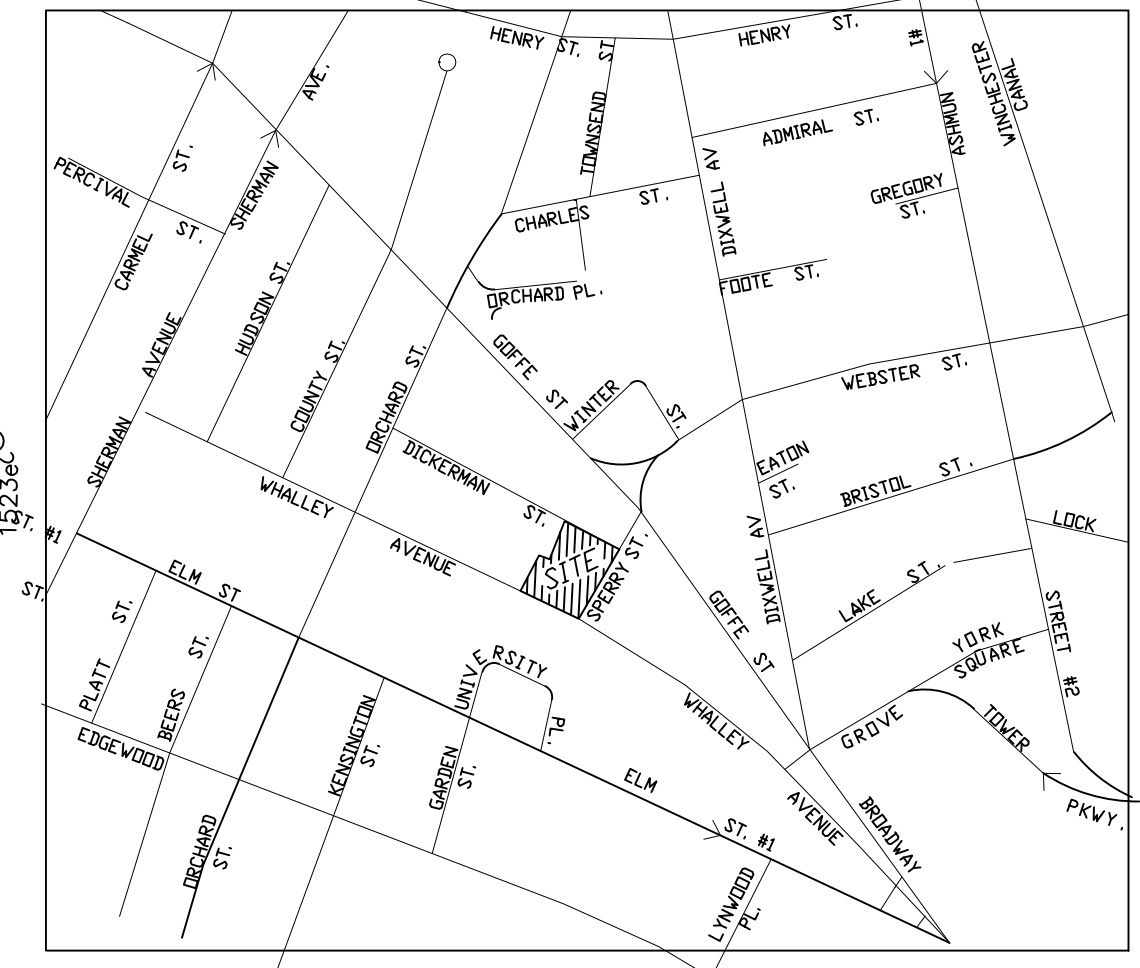 HENRY ST.
HENRY ST.
#1
WINCHESTER
CANAL
AVE.
TOWNSEND ST
ADMIRAL ST.
ASHMUN
PERCIVAL
ST.
ST.
SHERMAN
CHARLES ST.
DIXWELL AV
GREGORY
ST.
CARMEL
HUDSON ST.
ORCHARD PL.
FOOTE ST.
AVENUE
COUNTY ST.
ORCHARD ST.
GOFFE ST
WINTER
ST.
WEBSTER ST.
SHERMAN
DICKERMAN
ST.
EATON
ST.
BRISTOL ST.
WHALLEY
AVENUE
LOCK
1523eC
ST. #1
ST.
ELM ST
SITE
SPERRY ST.
DIXWELL AV
GOFFE ST
LAKE ST.
STREET #2
YORK
SQUARE
PLATT ST.
BEERS ST.
UNIVERSITY
PL.
EDGEWOOD
KENSINGTON
ST.
GARDEN
ST.
WHALLEY
GROVE
TOWER
PKWY.
ELM
ST. #1
AVENUE
BROADWAY
ORCHARD
ST.
LYNWOOD
PL.